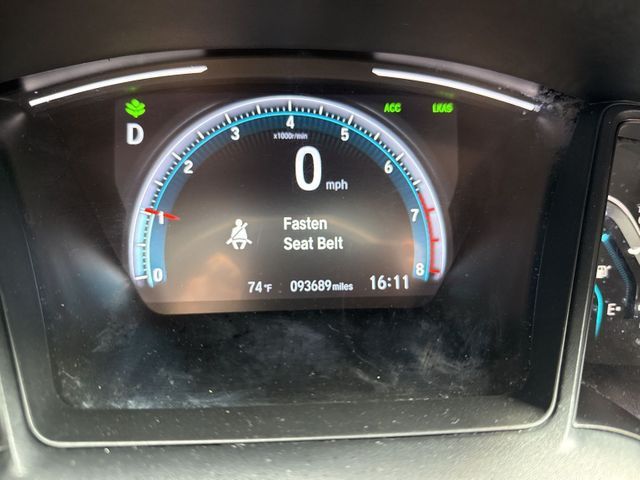 ACC LKAS
D
0 1 2 3 4 5 6 7 8
x1000r/min
0 mph
Fasten
Seat Belt
74°F 093689 miles 16:11
E